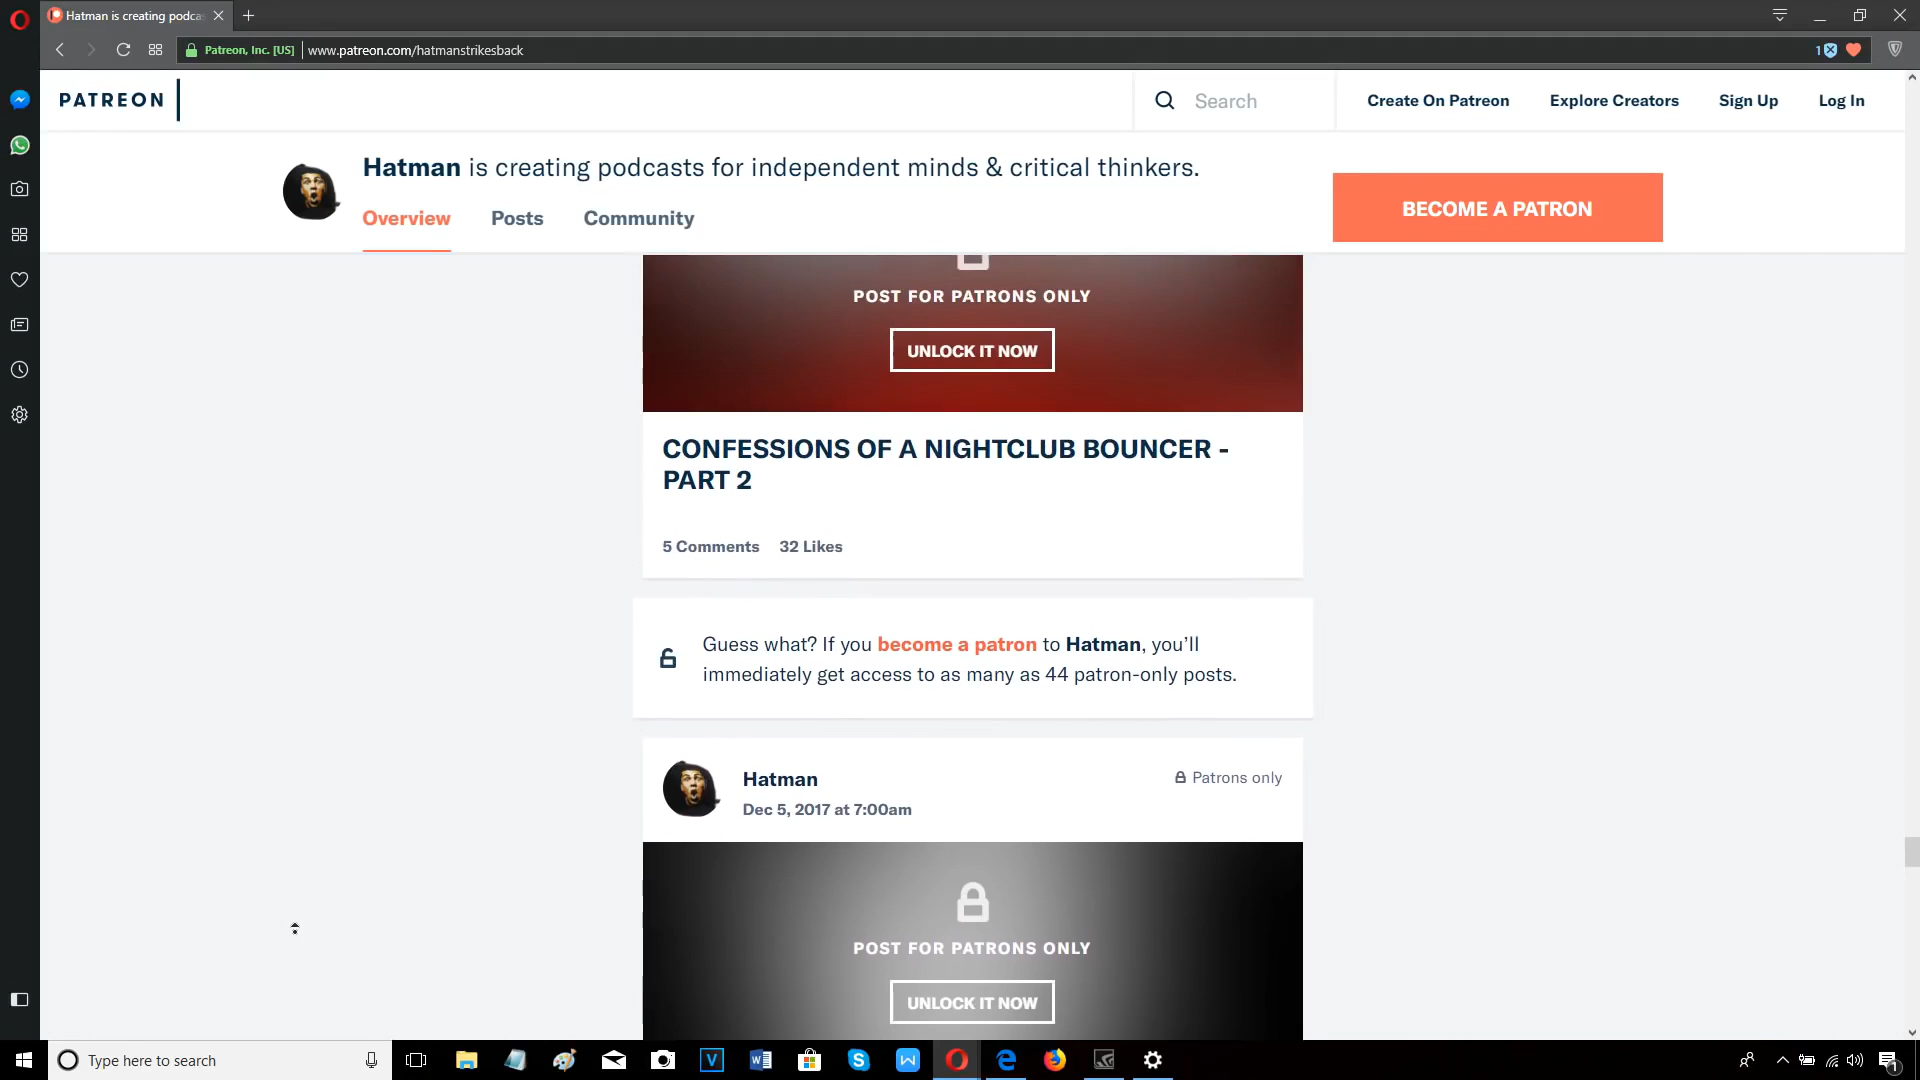 Hatman is creating podca
Patreon, Inc. [US]
www.patreon.com/hatmanstrikesback
1
PATREON
Search
Create On Patreon
Explore Creators
Sign Up
Log In
Hatman is creating podcasts for independent minds & critical thinkers.
Overview
Posts
Community
BECOME A PATRON
POST FOR PATRONS ONLY
UNLOCK IT NOW
CONFESSIONS OF A NIGHTCLUB BOUNCER -
PART 2
5 Comments
32 Likes
Guess what? If you become a patron to Hatman, you’ll
immediately get access to as many as 44 patron-only posts.
Hatman
Patrons only
Dec 5, 2017 at 7:00am
POST FOR PATRONS ONLY
UNLOCK IT NOW
Type here to search
1